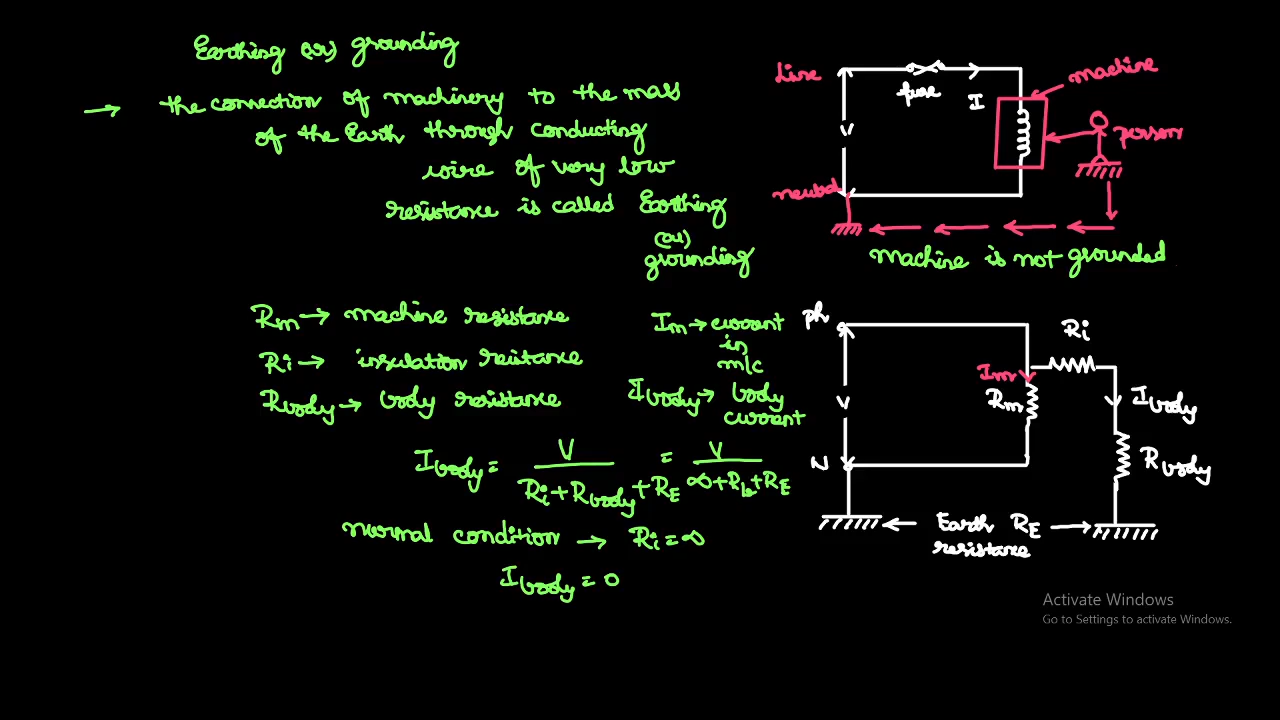 Earthing (or) grounding
→ the connection of machinery to the mass
of the Earth through conducting
wire of very low
resistance is called Earthing
(or)
grounding
Line
fuse
I
machine
V
person
neutral
machine is not grounded
Rm → machine resistance
Ri → insulation reistance
Rbody → body resistance
Im → current
in
m/c
Ibody → body
current
Ibody = V / (Ri + Rbody + RE) = V / (∞ + Rb + RE)
normal condition → Ri = ∞
Ibody = 0
ph
Ri
Im
Rm
V
Ibody
N
Rbody
Earth RE
resistance
Activate Windows
Go to Settings to activate Windows.